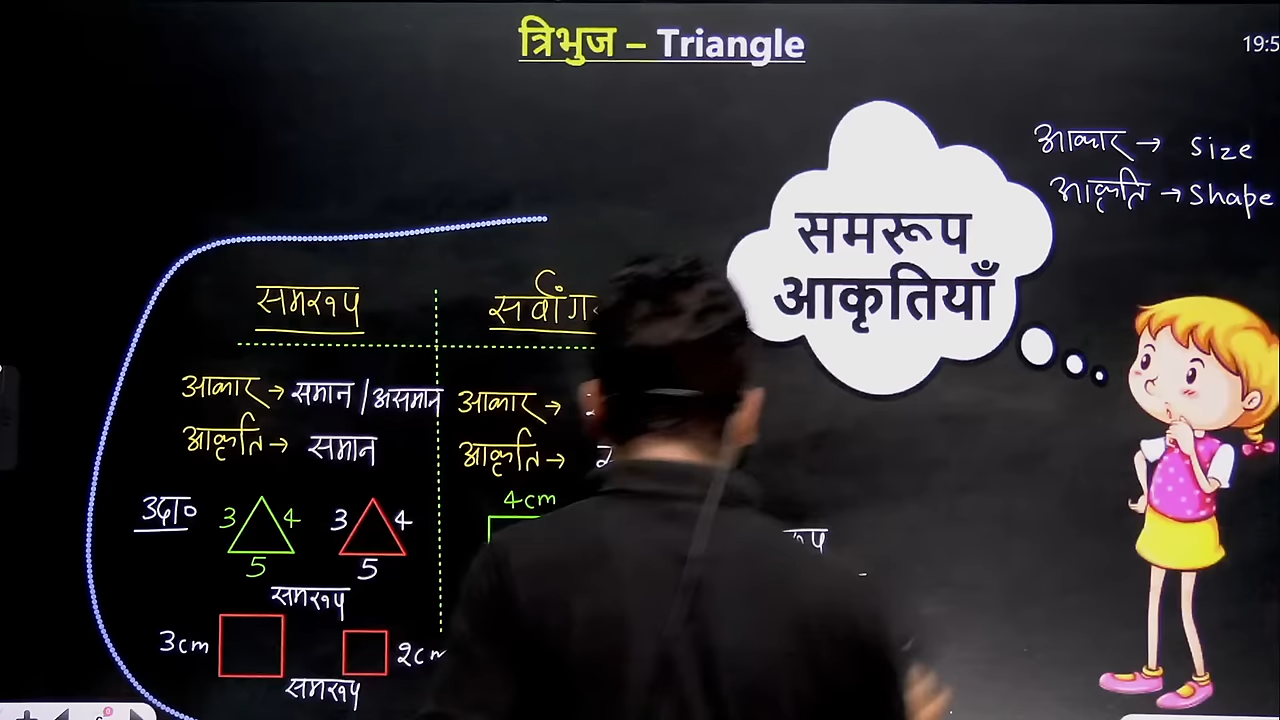 त्रिभुज – Triangle
19:5
आकार → Size
आकृति → Shape
समरूप
आकृतियाँ
समरूप
आकार → समान / असमान
आकृति → समान
उदा०
3 4
5
3 4
5
समरूप
3cm
2cm
समरूप
सर्वांग
आकार →
आकृति →
4cm